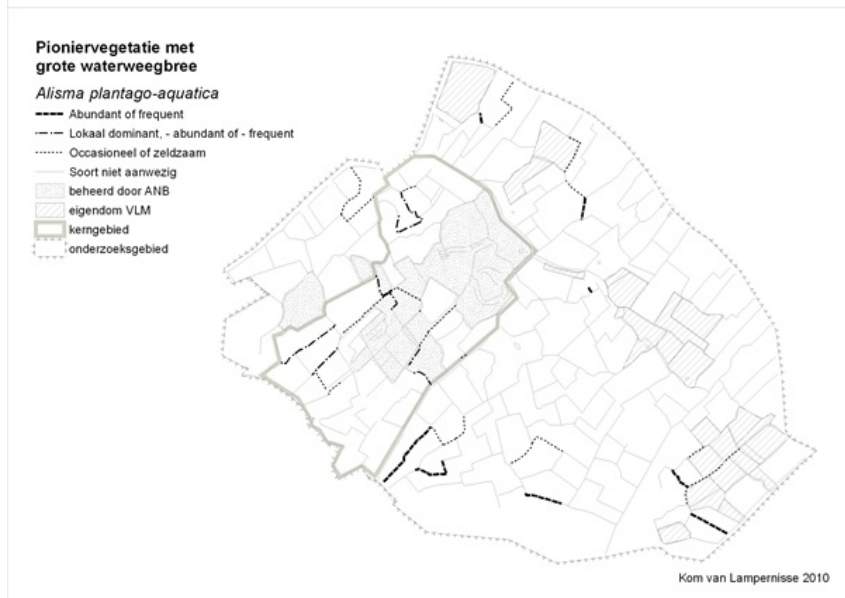 Pioniervegetatie met
grote waterweegbree
Alisma plantago-aquatica
Abundant of frequent
Lokaal dominant, - abundant of - frequent
Occasioneel of zeldzaam
Soort niet aanwezig
beheerd door ANB
eigendom VLM
kerngebied
onderzoeksgebied
Kom van Lampernisse 2010